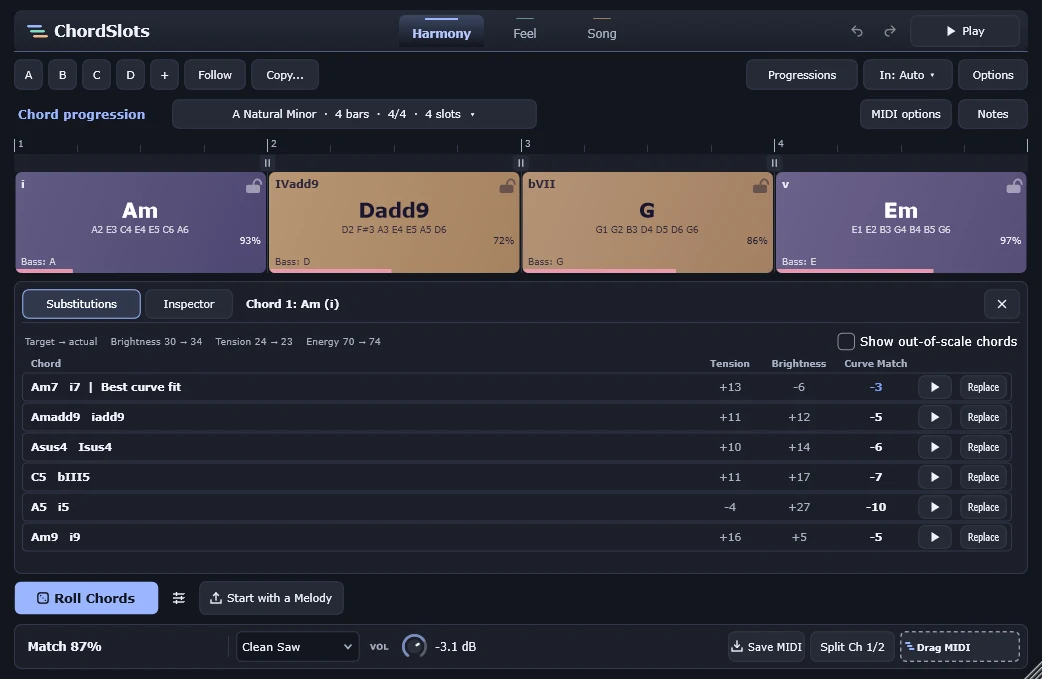 ChordSlots Harmony Feel Song Play
A B C D + Follow Copy... Progressions In: Auto Options
Chord progression A Natural Minor · 4 bars · 4/4 · 4 slots MIDI options Notes
1 2 3 4
i IVadd9 bVII v
Am Dadd9 G Em
A2 E3 C4 E4 E5 C6 A6 D2 F#3 A3 E4 E5 A5 D6 G1 G2 B3 D4 D5 D6 G6 E1 E2 B3 G4 B4 B5 G6
93% 72% 86% 97%
Bass: A Bass: D Bass: G Bass: E
Substitutions Inspector Chord 1: Am (i)
Target → actual Brightness 30 → 34 Tension 24 → 23 Energy 70 → 74 Show out-of-scale chords
Chord Tension Brightness Curve Match
Am7 i7 | Best curve fit +13 -6 -3 Replace
Amadd9 iadd9 +11 +12 -5 Replace
Asus4 Isus4 +10 +14 -6 Replace
C5 bIII5 +11 +17 -7 Replace
A5 i5 -4 +27 -10 Replace
Am9 i9 +16 +5 -5 Replace
Roll Chords Start with a Melody
Match 87% Clean Saw VOL -3.1 dB Save MIDI Split Ch 1/2 Drag MIDI